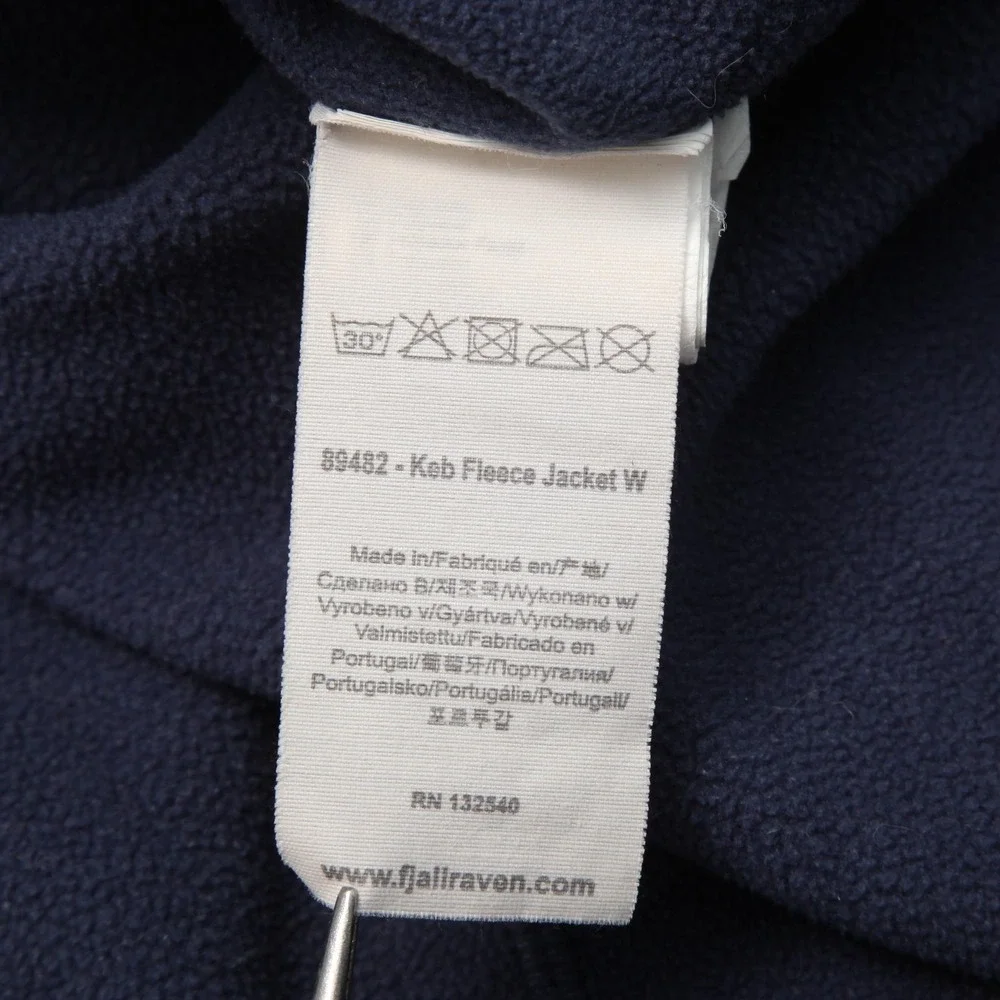 30°
89482 - Keb Fleece Jacket W
Made in/Fabriqué en/产地/
Сделано В/제조국/Wykonano w/
Vyrobeno v/Gyártva/Vyrobené v/
Valmistettu/Fabricado en
Portugal/葡萄牙/Португалия/
Portugalsko/Portugália/Portugali/
포르투갈
RN 132540
www.fjallraven.com